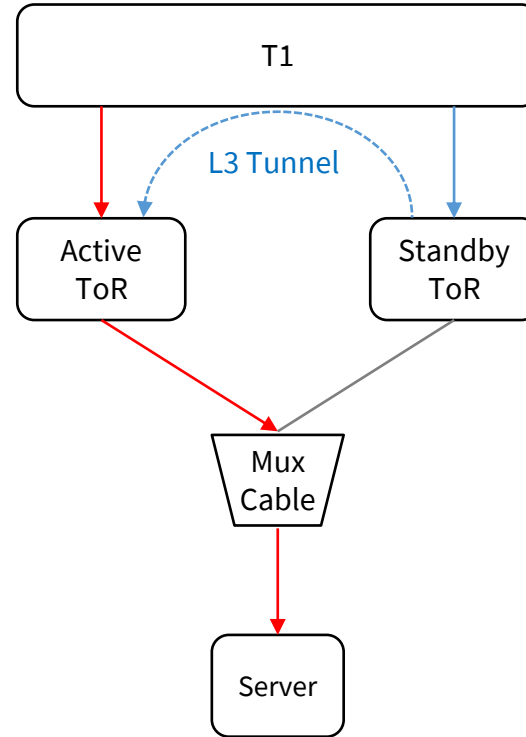 T1
L3 Tunnel
Active
ToR
Standby
ToR
Mux
Cable
Server